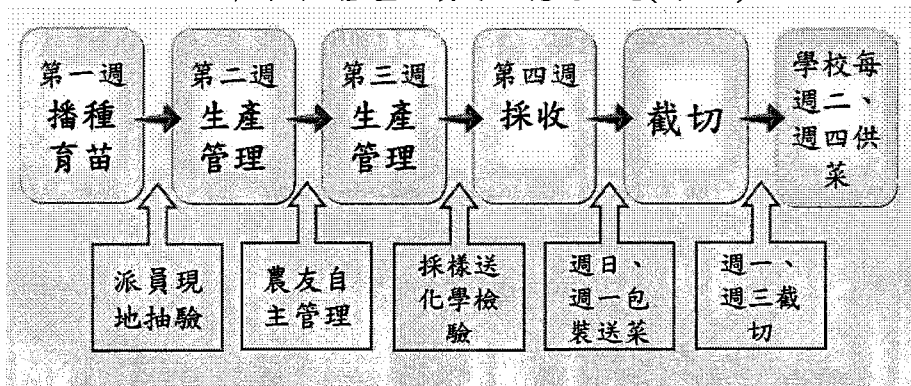 第一週
播種
育苗
第二週
生產
管理
第三週
生產
管理
第四週
採收
截切
學校每
週二、
週四供
菜
派員現
地抽驗
農友自
主管理
採樣送
化學檢
驗
週日、
週一包
裝送菜
週一、
週三截
切